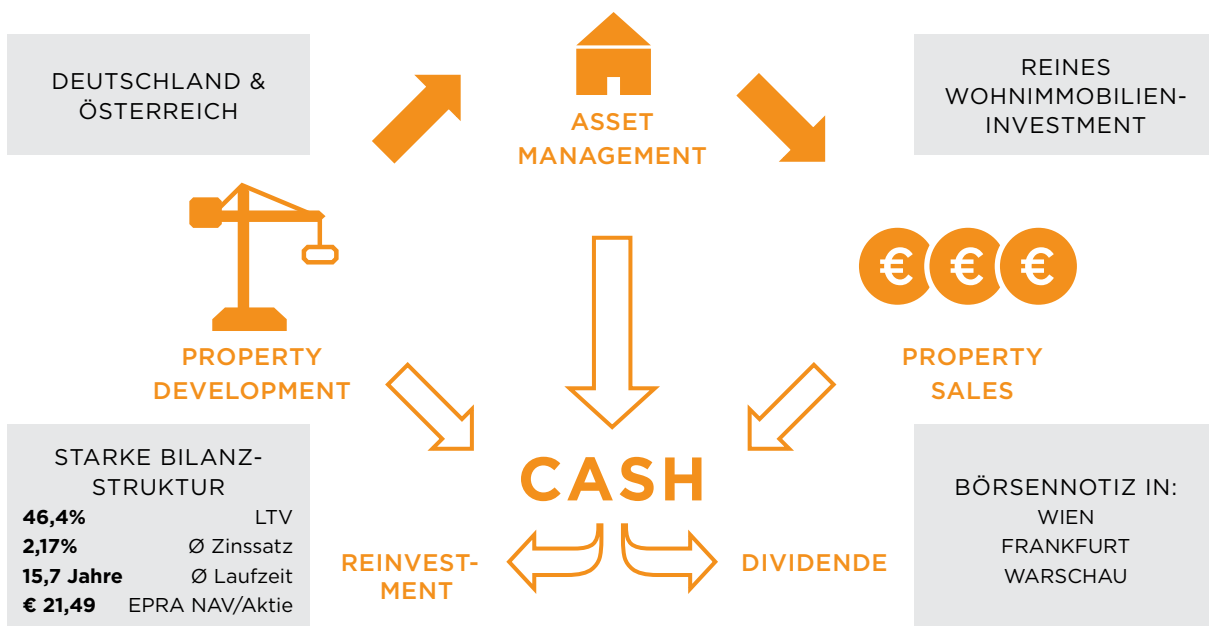 DEUTSCHLAND &
ÖSTERREICH
ASSET
MANAGEMENT
REINES
WOHNIMMOBILIEN-
INVESTMENT
€ € €
PROPERTY
DEVELOPMENT
PROPERTY
SALES
STARKE BILANZ-
STRUKTUR
46,4% LTV
2,17% Ø Zinssatz
15,7 Jahre Ø Laufzeit
€ 21,49 EPRA NAV/Aktie
CASH
REINVEST-
MENT
DIVIDENDE
BÖRSENNOTIZ IN:
WIEN
FRANKFURT
WARSCHAU